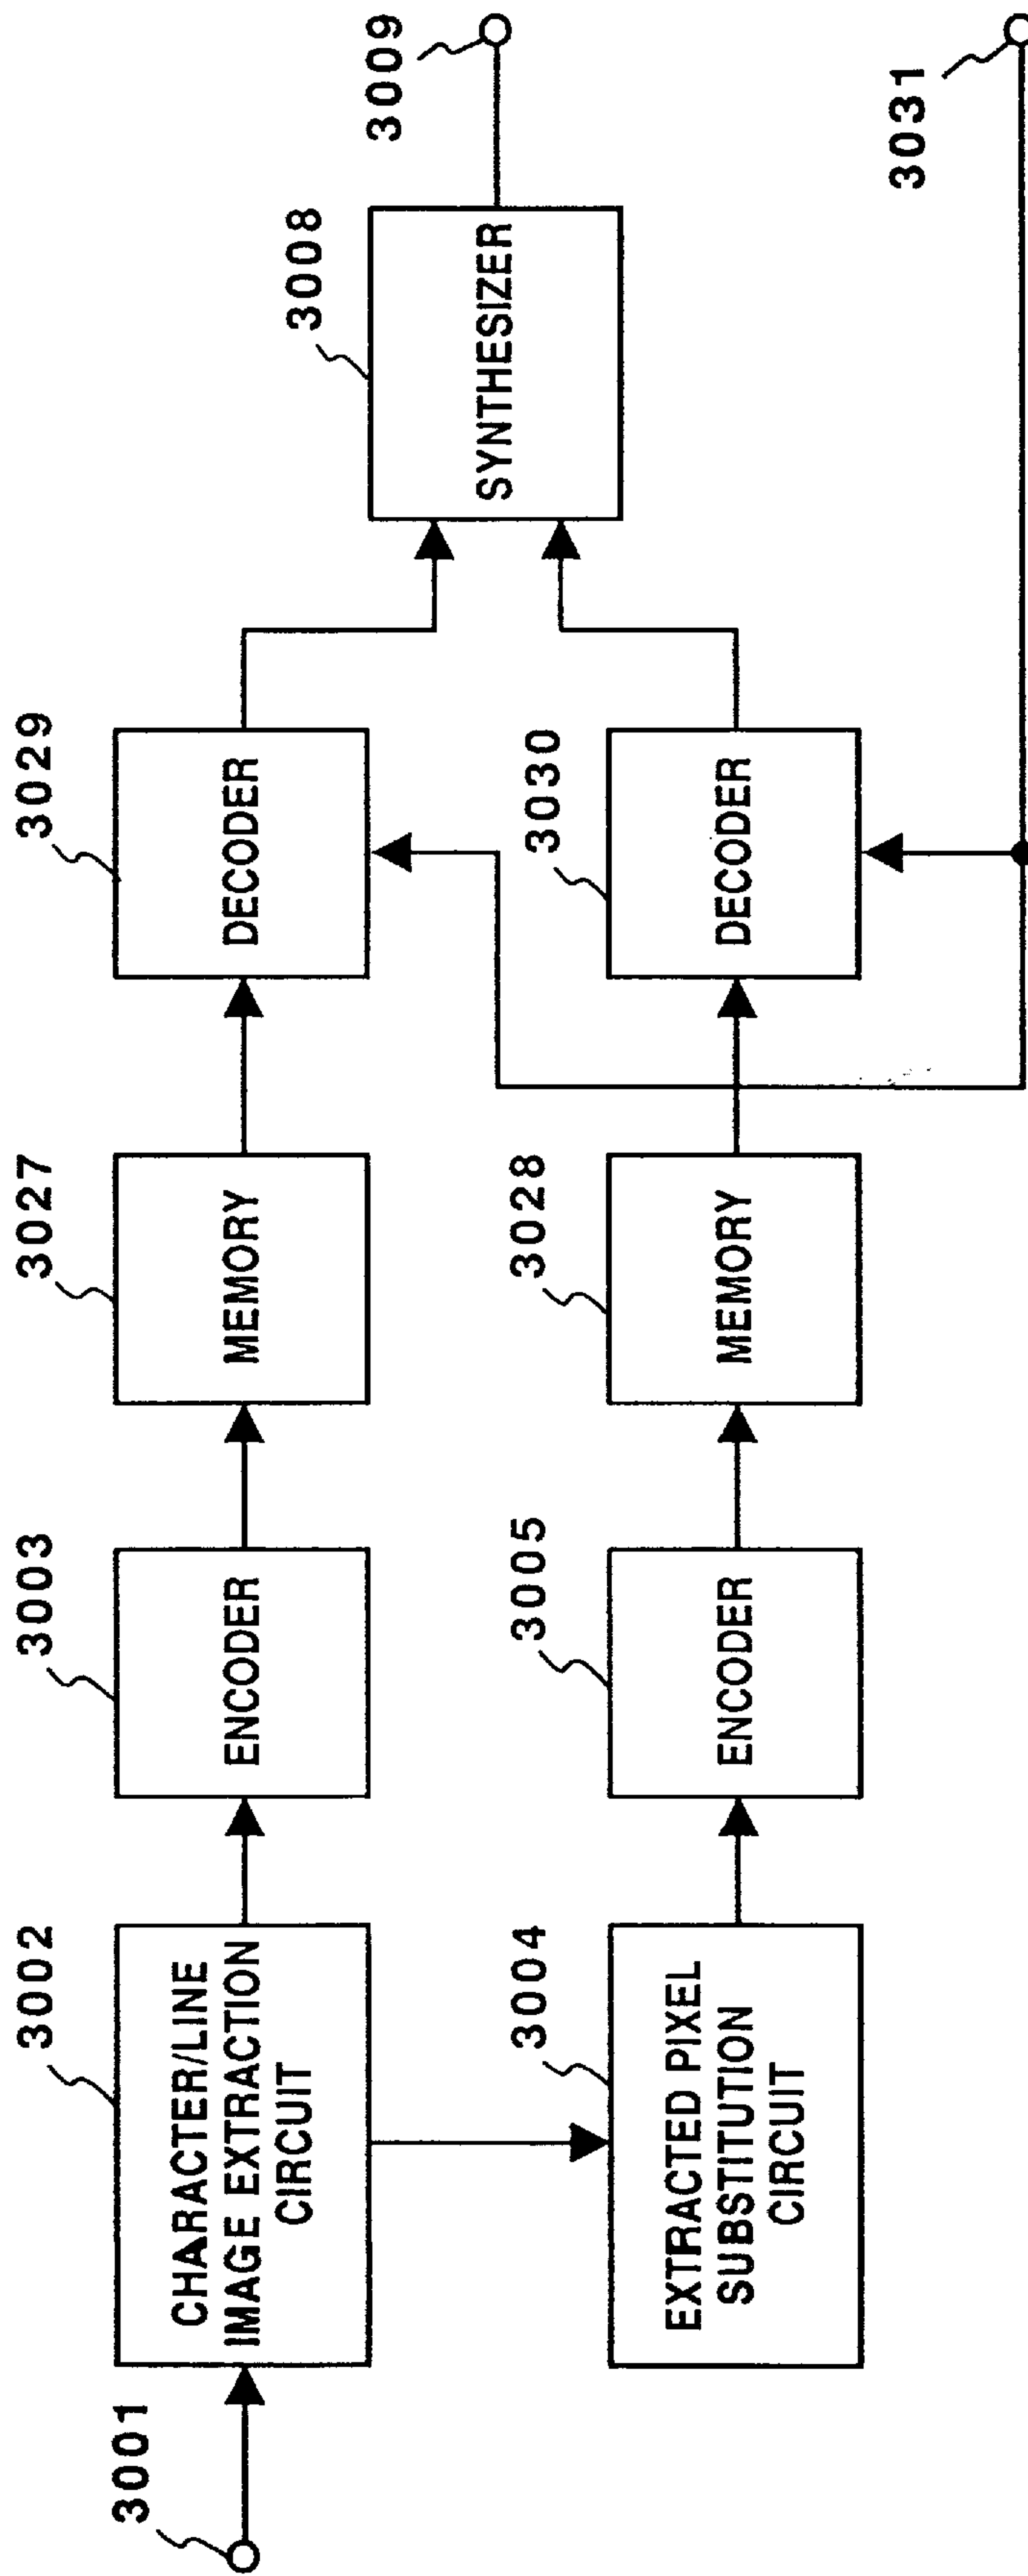 3001
3002
CHARACTER/LINE
IMAGE EXTRACTION
CIRCUIT
3003
ENCODER
3027
MEMORY
3029
DECODER
3008
SYNTHESIZER
3009
3004
EXTRACTED PIXEL
SUBSTITUTION
CIRCUIT
3005
ENCODER
3028
MEMORY
3030
DECODER
3031